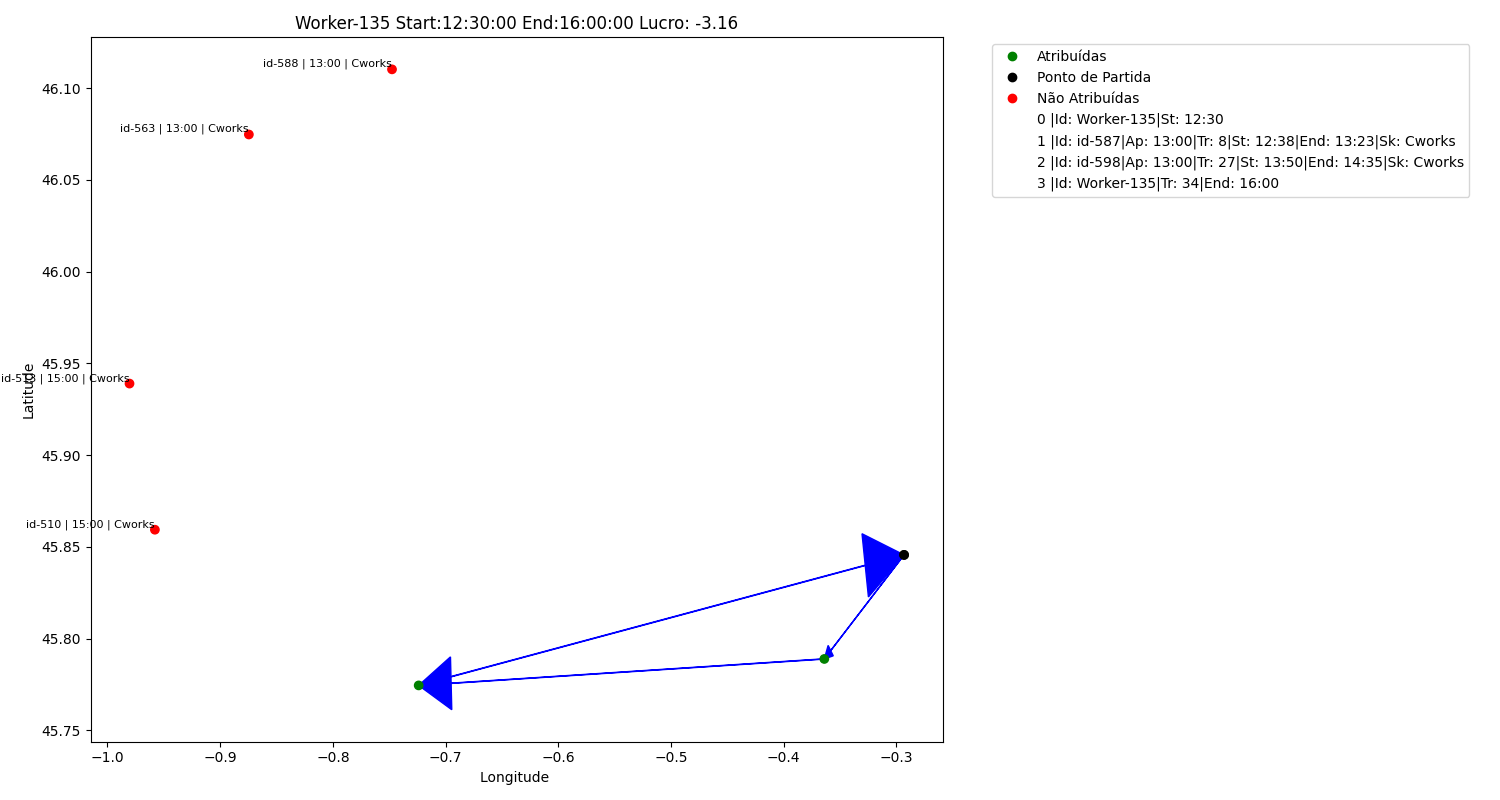 Worker-135 Start:12:30:00 End:16:00:00 Lucro: -3.16
id-588 | 13:00 | Cworks
id-563 | 13:00 | Cworks
| 15:00 | Cworks
id-510 | 15:00 | Cworks
46.10
46.05
46.00
45.95
45.90
45.85
45.80
45.75
Latitude
−1.0 −0.9 −0.8 −0.7 −0.6 −0.5 −0.4 −0.3
Longitude
Atribuídas
Ponto de Partida
Não Atribuídas
0 |Id: Worker-135|St: 12:30
1 |Id: id-587|Ap: 13:00|Tr: 8|St: 12:38|End: 13:23|Sk: Cworks
2 |Id: id-598|Ap: 13:00|Tr: 27|St: 13:50|End: 14:35|Sk: Cworks
3 |Id: Worker-135|Tr: 34|End: 16:00